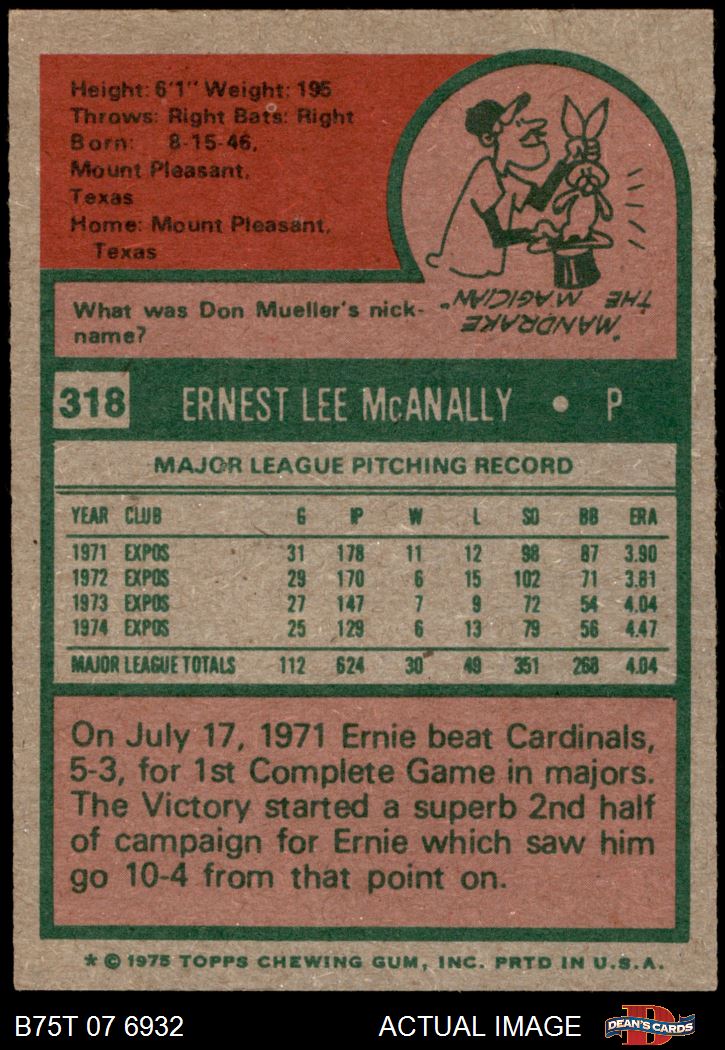 Height: 6'1" Weight: 195
Throws: Right Bats: Right
Born: 8-15-46,
Mount Pleasant,
Texas
Home: Mount Pleasant,
Texas
What was Don Mueller's nick-
name?
"MANDRAKE
THE MAGICIAN"
318 ERNEST LEE McANALLY • P
MAJOR LEAGUE PITCHING RECORD
YEAR CLUB G IP W L SO BB ERA
1971 EXPOS 31 178 11 12 98 87 3.90
1972 EXPOS 29 170 6 15 102 71 3.81
1973 EXPOS 27 147 7 9 72 54 4.04
1974 EXPOS 25 129 6 13 79 56 4.47
MAJOR LEAGUE TOTALS 112 624 30 49 351 268 4.04
On July 17, 1971 Ernie beat Cardinals,
5-3, for 1st Complete Game in majors.
The Victory started a superb 2nd half
of campaign for Ernie which saw him
go 10-4 from that point on.
* © 1975 TOPPS CHEWING GUM, INC. PRTD IN U.S.A.
B75T 07 6932 ACTUAL IMAGE
D
DEAN'S CARDS